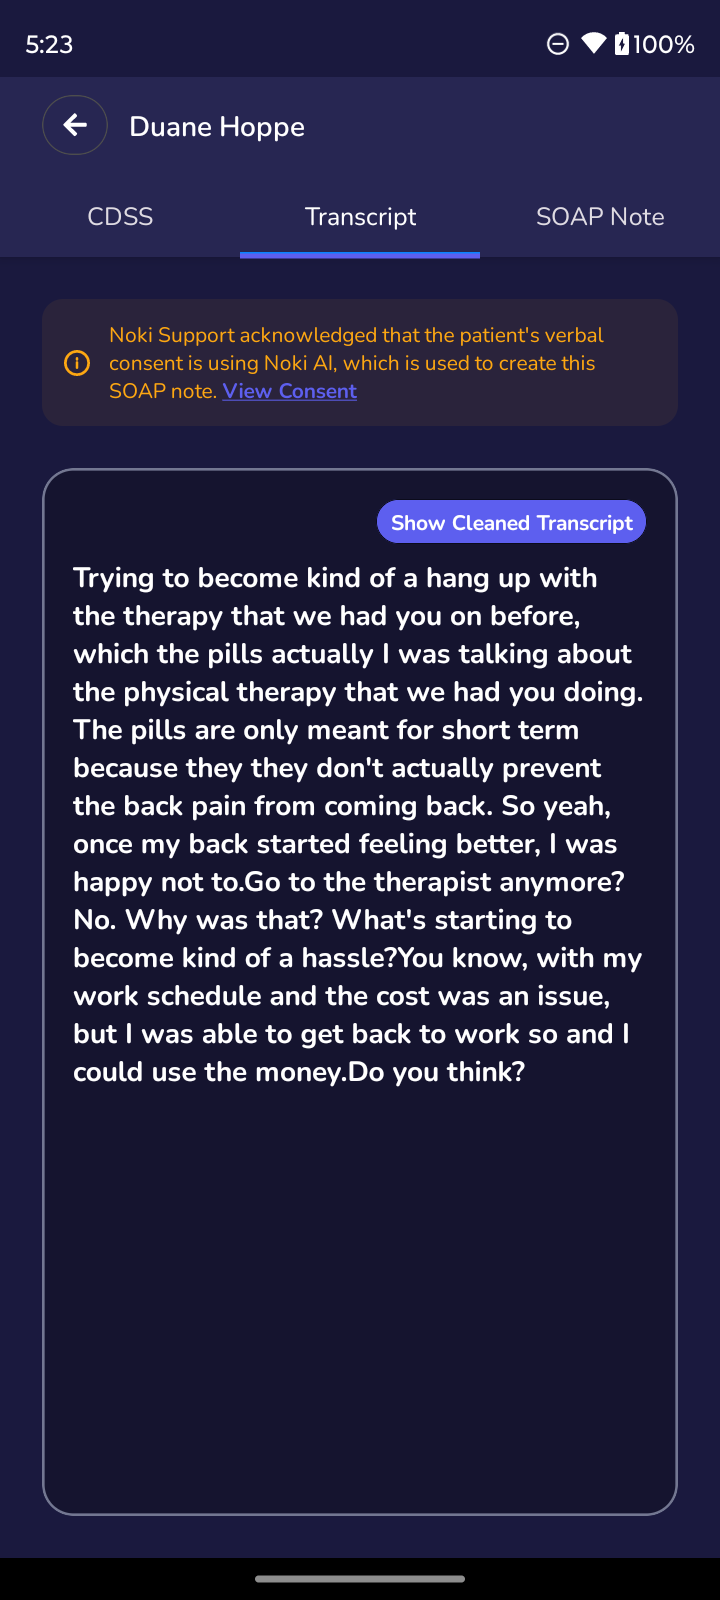 5:23
100%
Duane Hoppe
CDSS
Transcript
SOAP Note
Noki Support acknowledged that the patient's verbal
consent is using Noki AI, which is used to create this
SOAP note. View Consent
Show Cleaned Transcript
Trying to become kind of a hang up with
the therapy that we had you on before,
which the pills actually I was talking about
the physical therapy that we had you doing.
The pills are only meant for short term
because they they don't actually prevent
the back pain from coming back. So yeah,
once my back started feeling better, I was
happy not to.Go to the therapist anymore?
No. Why was that? What's starting to
become kind of a hassle?You know, with my
work schedule and the cost was an issue,
but I was able to get back to work so and I
could use the money.Do you think?